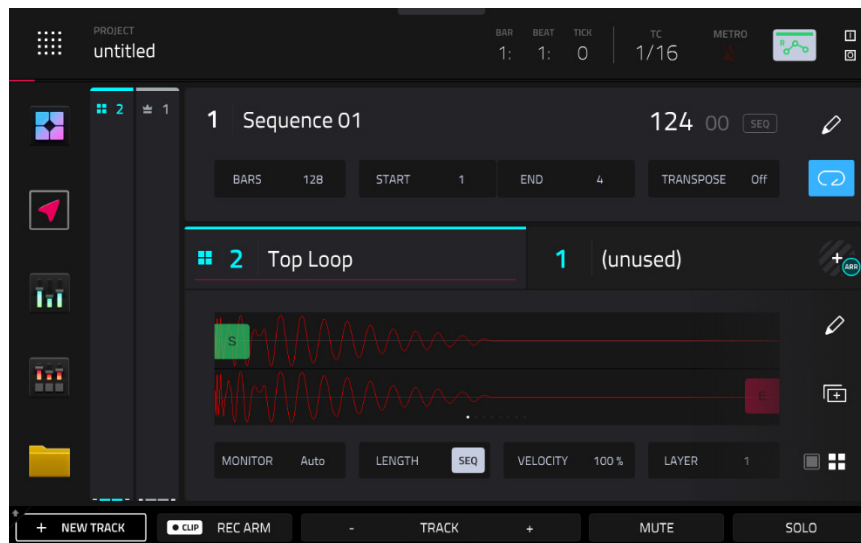 PROJECT
untitled
BAR BEAT TICK TC METRO
1: 1: 0 1/16
2 1
1 Sequence 01 124 00 SEQ
BARS 128 START 1 END 4 TRANSPOSE Off
2 Top Loop 1 (unused)
+ ARR
S
E
MONITOR Auto LENGTH SEQ VELOCITY 100 % LAYER 1
+ NEW TRACK CLIP REC ARM - TRACK + MUTE SOLO